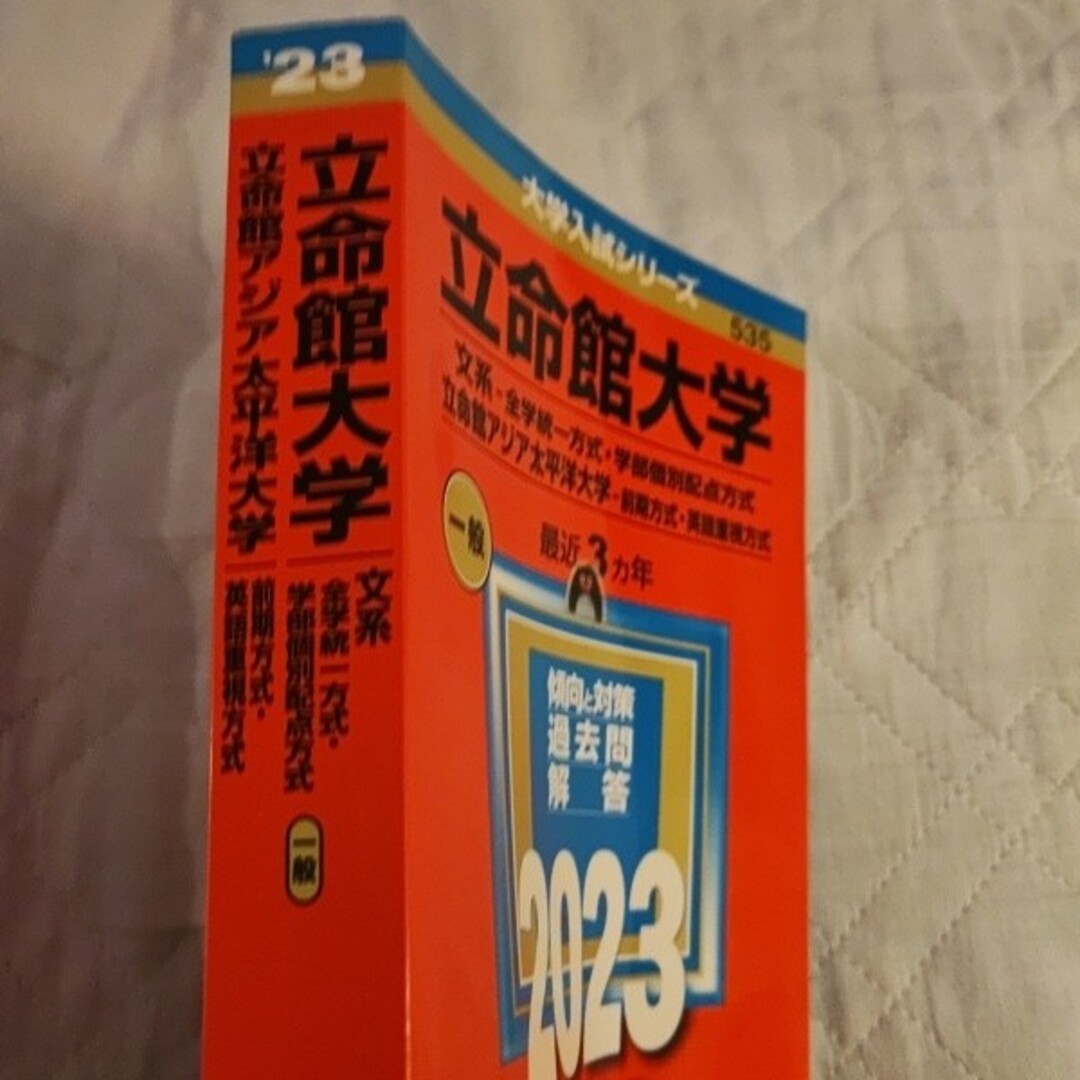 '23
立命館大学
文系
全学統一方式・
学部個別配点方式
一般
立命館アジア太平洋大学
前期方式・
英語重視方式
大学入試シリーズ
535
立命館大学
文系-全学統一方式・学部個別配点方式
立命館アジア太平洋大学-前期方式・英語重視方式
一般
最近3カ年
傾向と対策
過去問
解答
2023